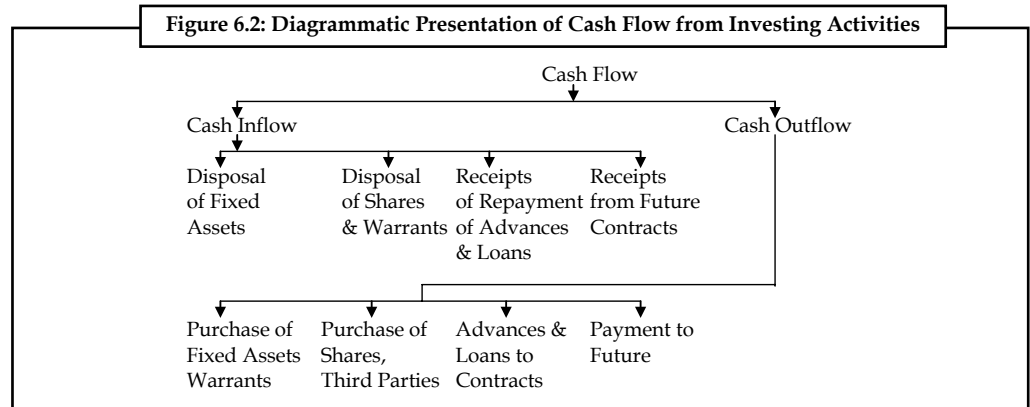 Figure 6.2: Diagrammatic Presentation of Cash Flow from Investing Activities
Cash Flow
Cash Inflow
Cash Outflow
Disposal
of Fixed
Assets
Disposal
of Shares
& Warrants
Receipts
of Repayment
of Advances
& Loans
Receipts
from Future
Contracts
Purchase of
Fixed Assets
Warrants
Purchase of
Shares,
Third Parties
Advances &
Loans to
Contracts
Payment to
Future